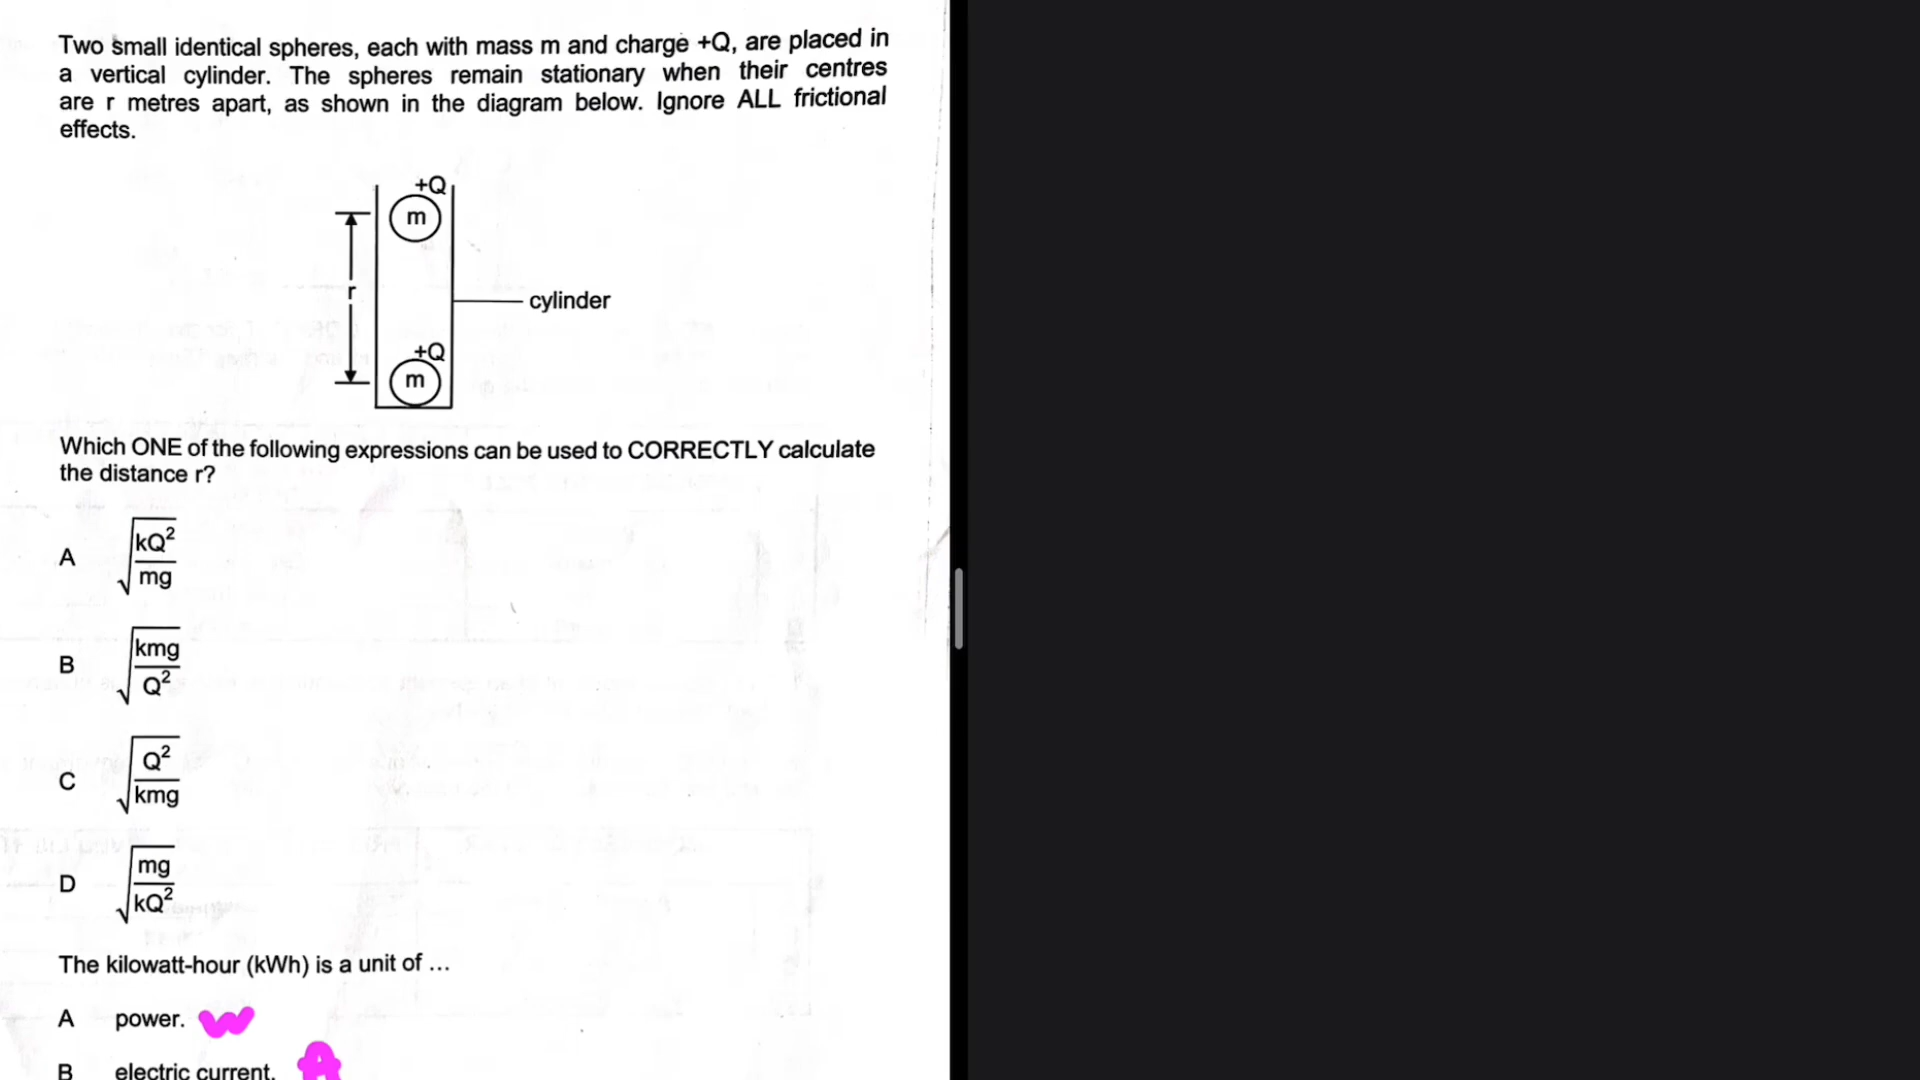 Two small identical spheres, each with mass m and charge +Q, are placed in
a vertical cylinder. The spheres remain stationary when their centres
are r metres apart, as shown in the diagram below. Ignore ALL frictional
effects.
+Q
m
r
cylinder
+Q
m
Which ONE of the following expressions can be used to CORRECTLY calculate
the distance r?
A √(kQ²/mg)
B √(kmg/Q²)
C √(Q²/kmg)
D √(mg/kQ²)
The kilowatt-hour (kWh) is a unit of ...
A power. W
B electric current. A